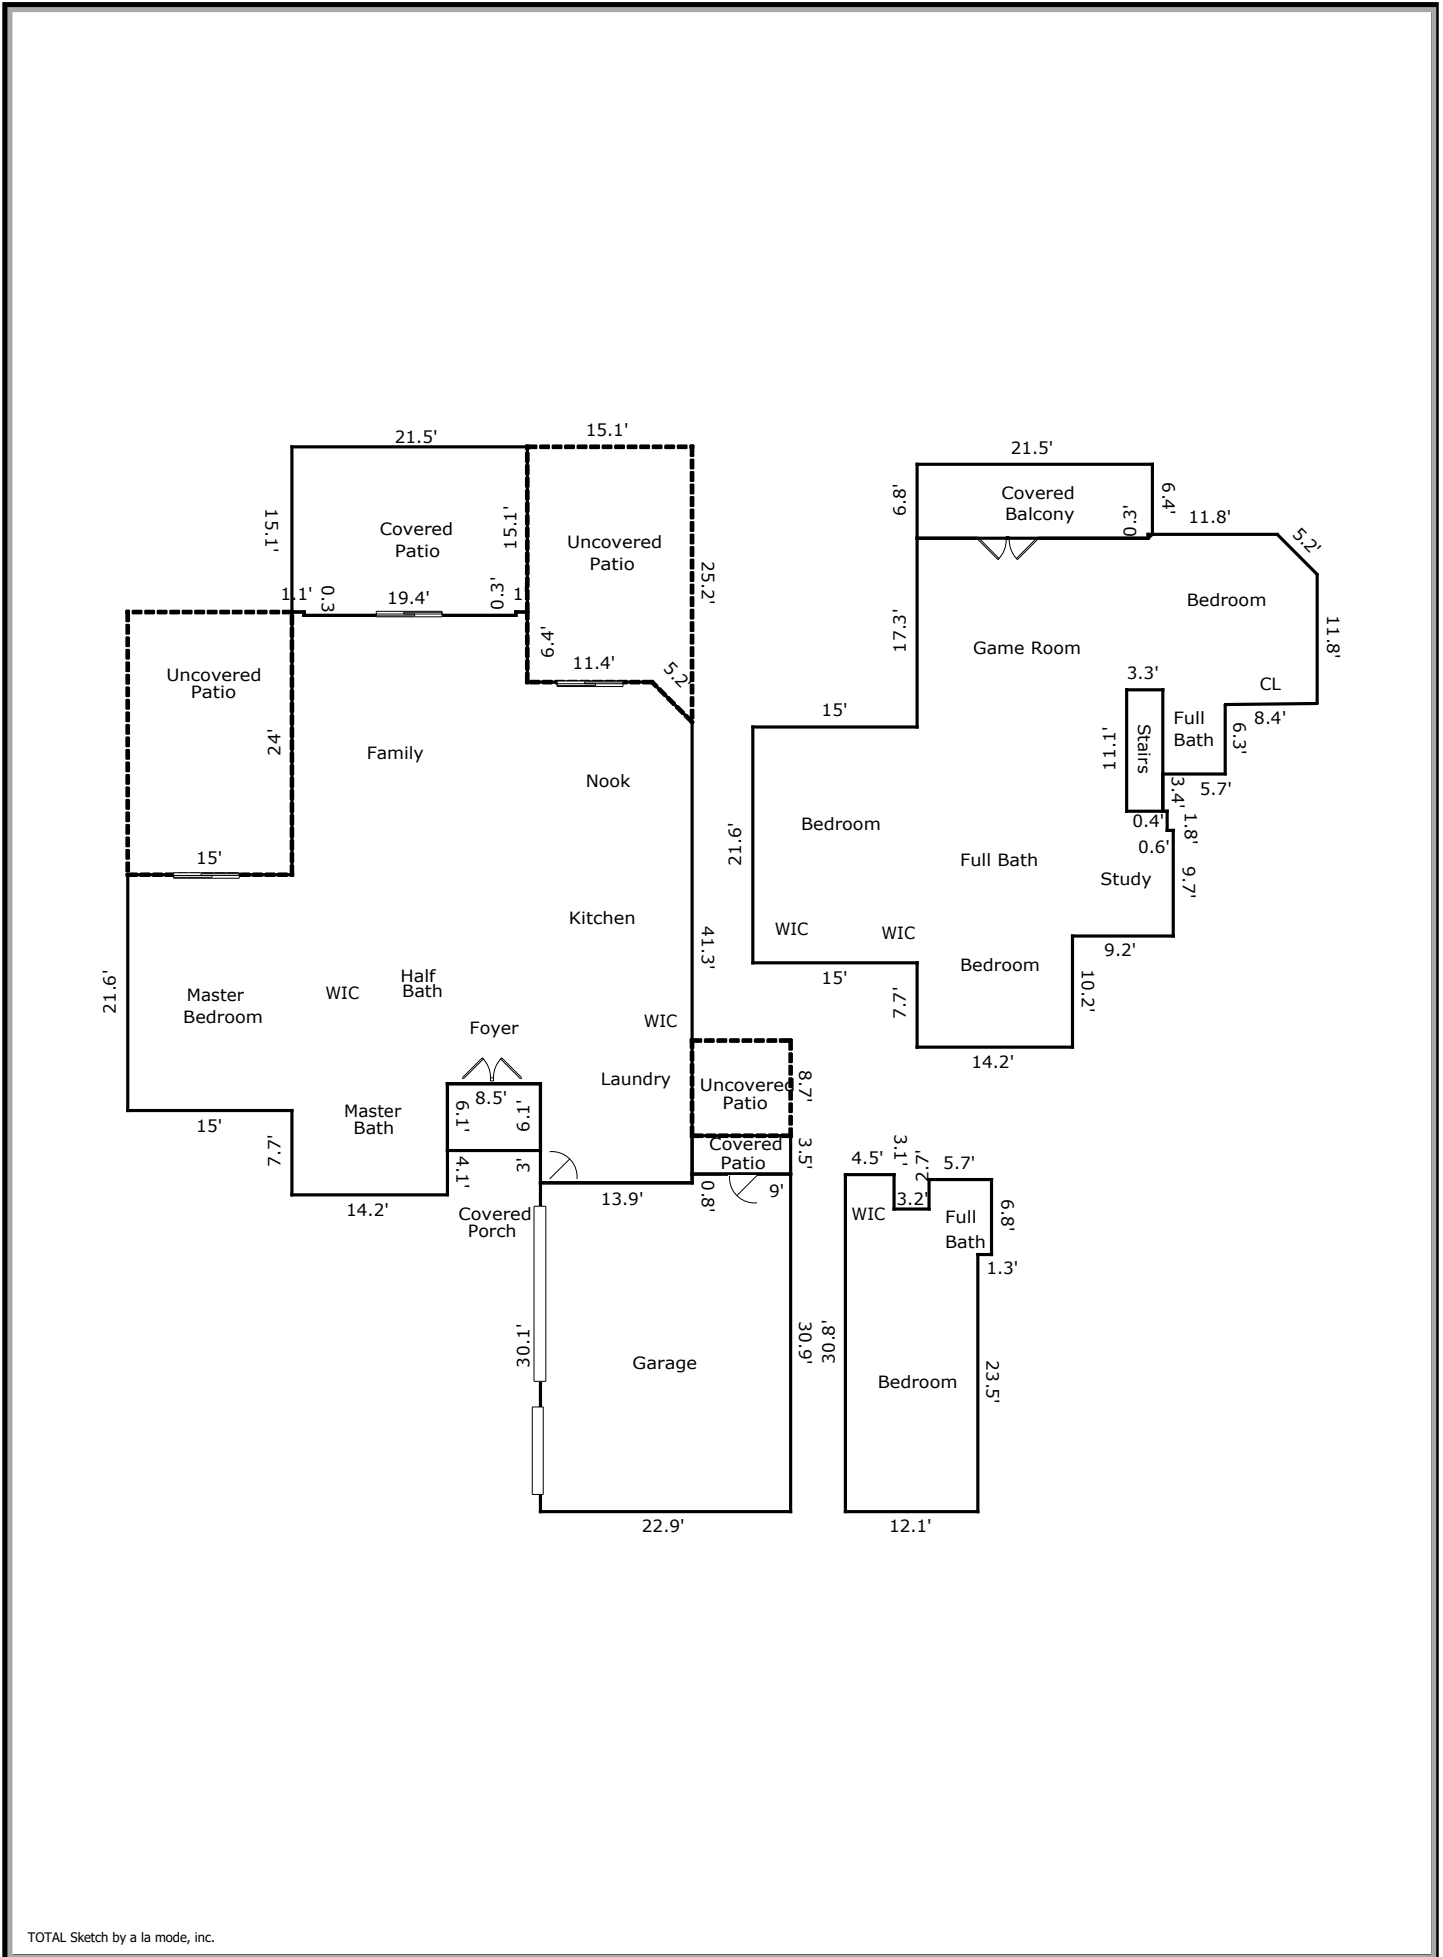 21.5'
15.1'
15.1'
Covered
Patio
15.1'
Uncovered
Patio
25.2'
1.1'
0.3
19.4'
0.3'
1
6.4'
11.4'
5.2'
Uncovered
Patio
24'
15'
Family
Nook
Kitchen
41.3'
21.6'
Master
Bedroom
WIC
Half
Bath
Foyer
WIC
Laundry
15'
7.7'
Master
Bath
14.2'
8.5'
6.1'
6.1'
4.1'
3'
Covered
Porch
13.9'
Uncovered
Patio
8.7'
Covered
Patio
3.5'
0.8'
9'
30.1'
Garage
30.9'
22.9'
21.5'
9.8'
Covered
Balcony
0.3'
6.4'
11.8'
5.2'
Bedroom
11.8'
17.3'
Game Room
3.3'
CL
8.4'
Full
Bath
6.3'
Stairs
11.1'
5.7'
3.4'
0.4'
1.8'
0.6'
15'
21.6'
Bedroom
Full Bath
Study
9.7'
WIC
WIC
9.2'
15'
Bedroom
7.7'
10.2'
14.2'
4.5'
3.1'
2.7'
5.7'
3.2'
WIC
Full
Bath
6.8'
1.3'
30.8'
Bedroom
23.5'
12.1'
TOTAL Sketch by a la mode, inc.